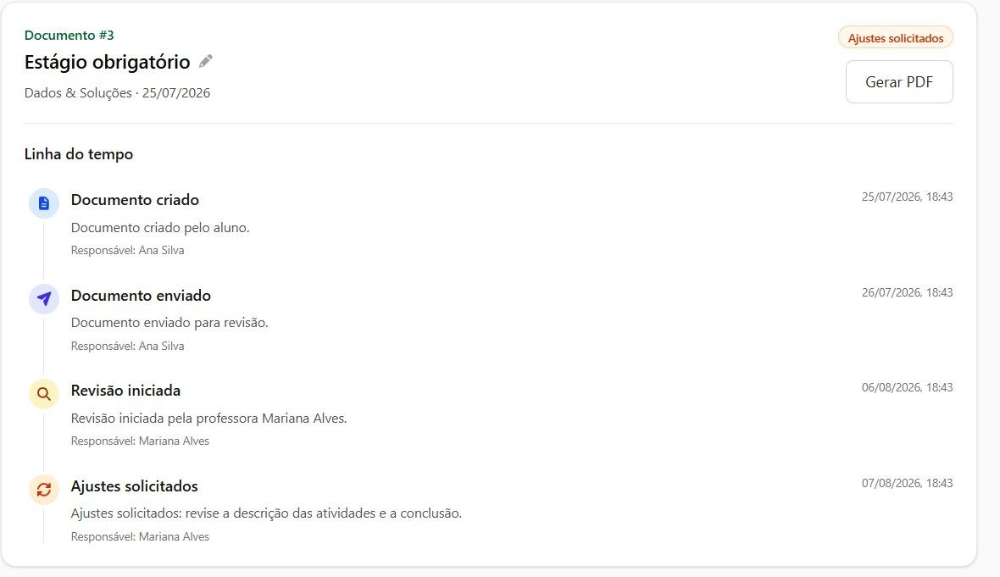 Documento #3
Ajustes solicitados
Estágio obrigatório
Gerar PDF
Dados & Soluções · 25/07/2026
Linha do tempo
Documento criado
25/07/2026, 18:43
Documento criado pelo aluno.
Responsável: Ana Silva
Documento enviado
26/07/2026, 18:43
Documento enviado para revisão.
Responsável: Ana Silva
Revisão iniciada
06/08/2026, 18:43
Revisão iniciada pela professora Mariana Alves.
Responsável: Mariana Alves
Ajustes solicitados
07/08/2026, 18:43
Ajustes solicitados: revise a descrição das atividades e a conclusão.
Responsável: Mariana Alves